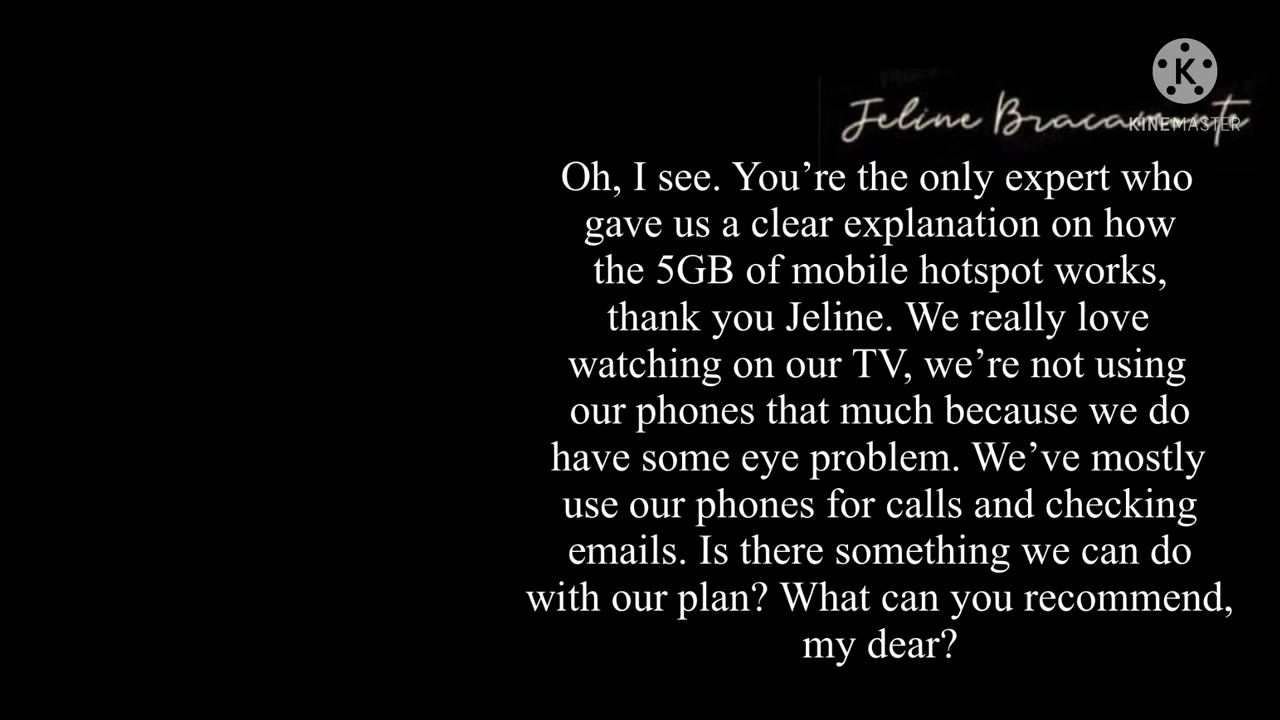 Jeline
KINEMASTER
Oh, I see. You’re the only expert who
gave us a clear explanation on how
the 5GB of mobile hotspot works,
thank you Jeline. We really love
watching on our TV, we’re not using
our phones that much because we do
have some eye problem. We’ve mostly
use our phones for calls and checking
emails. Is there something we can do
with our plan? What can you recommend,
my dear?